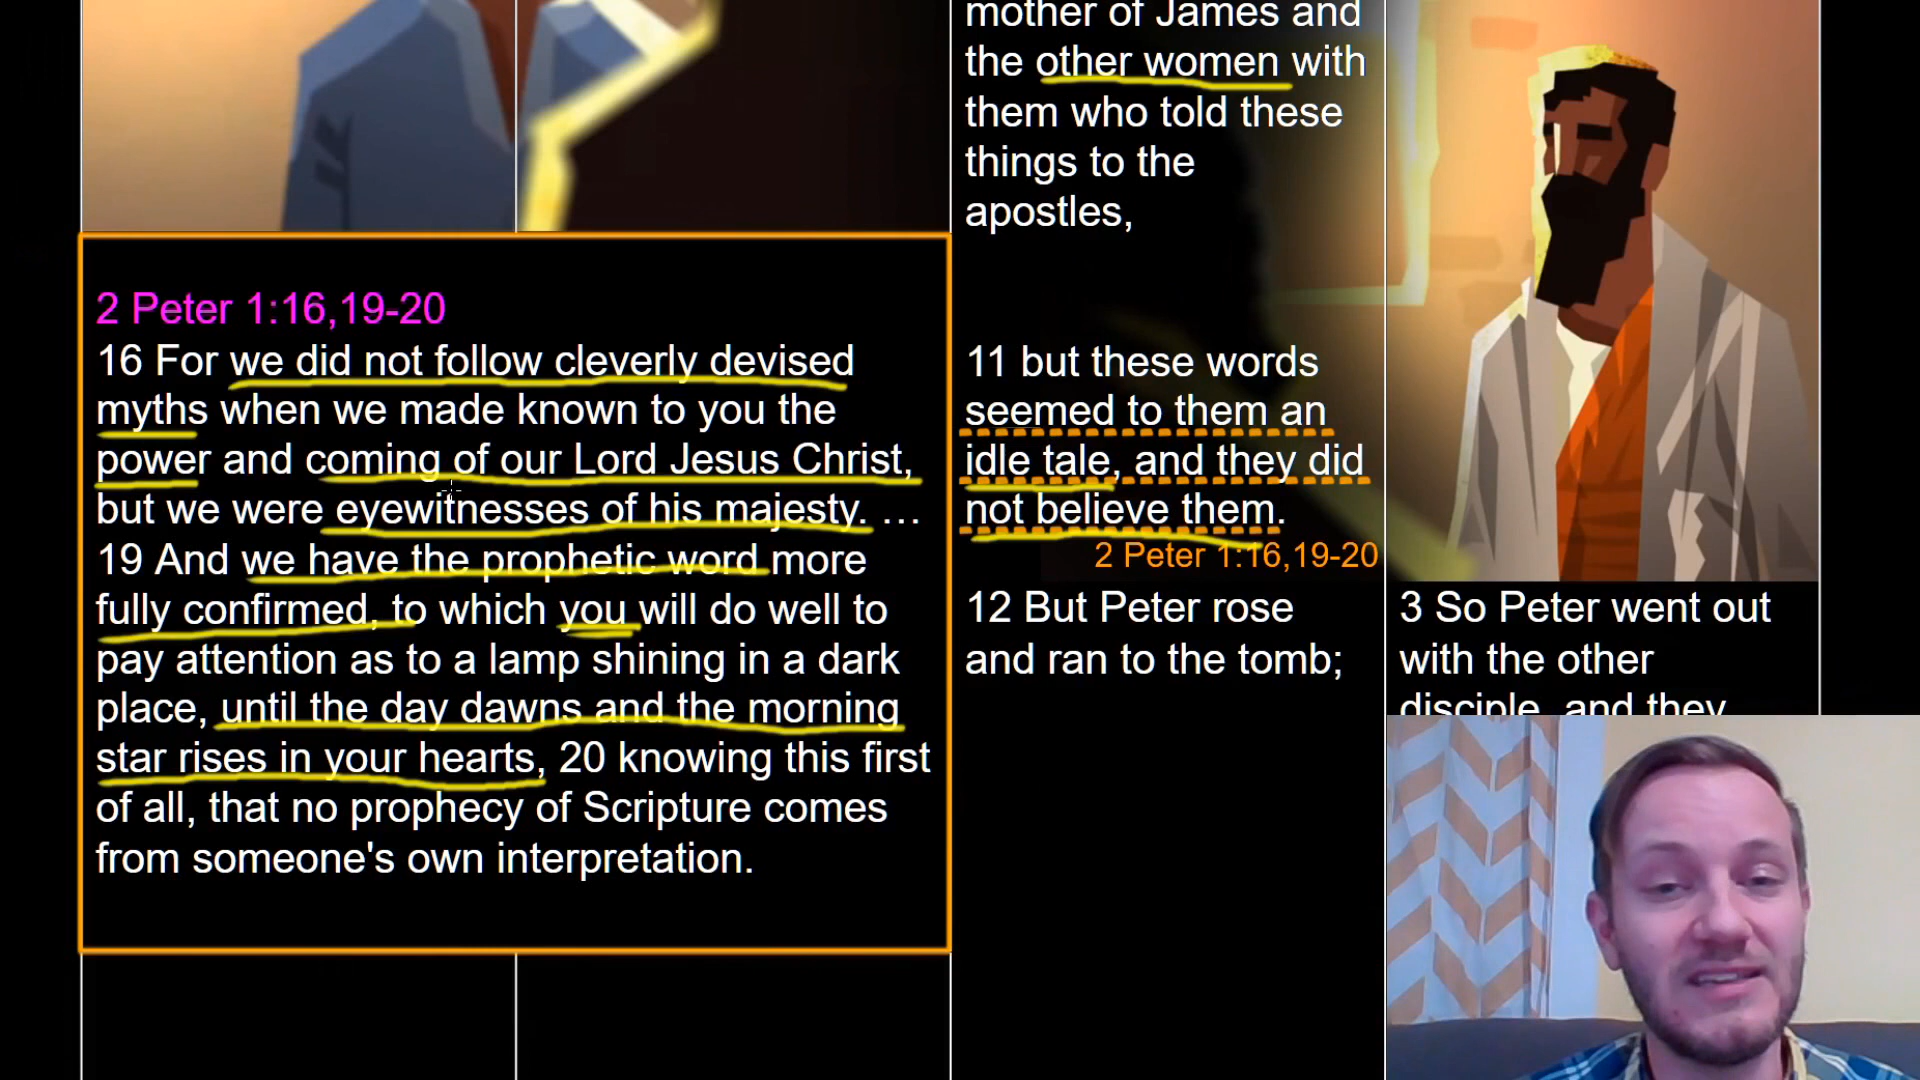 mother of James and
the other women with
them who told these
things to the
apostles,
2 Peter 1:16,19-20
16 For we did not follow cleverly devised
myths when we made known to you the
power and coming of our Lord Jesus Christ,
but we were eyewitnesses of his majesty. …
19 And we have the prophetic word more
fully confirmed, to which you will do well to
pay attention as to a lamp shining in a dark
place, until the day dawns and the morning
star rises in your hearts, 20 knowing this first
of all, that no prophecy of Scripture comes
from someone's own interpretation.
11 but these words
seemed to them an
idle tale, and they did
not believe them.
2 Peter 1:16,19-20
12 But Peter rose
and ran to the tomb;
3 So Peter went out
with the other
disciple, and they